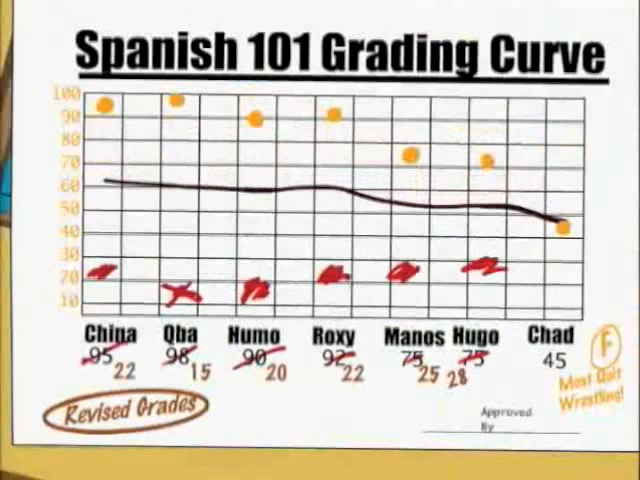 Spanish 101 Grading Curve
100
90
80
70
60
50
40
30
20
10
China Qba Humo Roxy Manos Hugo Chad
95 98 90 92 75 75 45
22 15 20 22 25 28
F
Most Quit
Wrestling!
Revised Grades
Approved
By